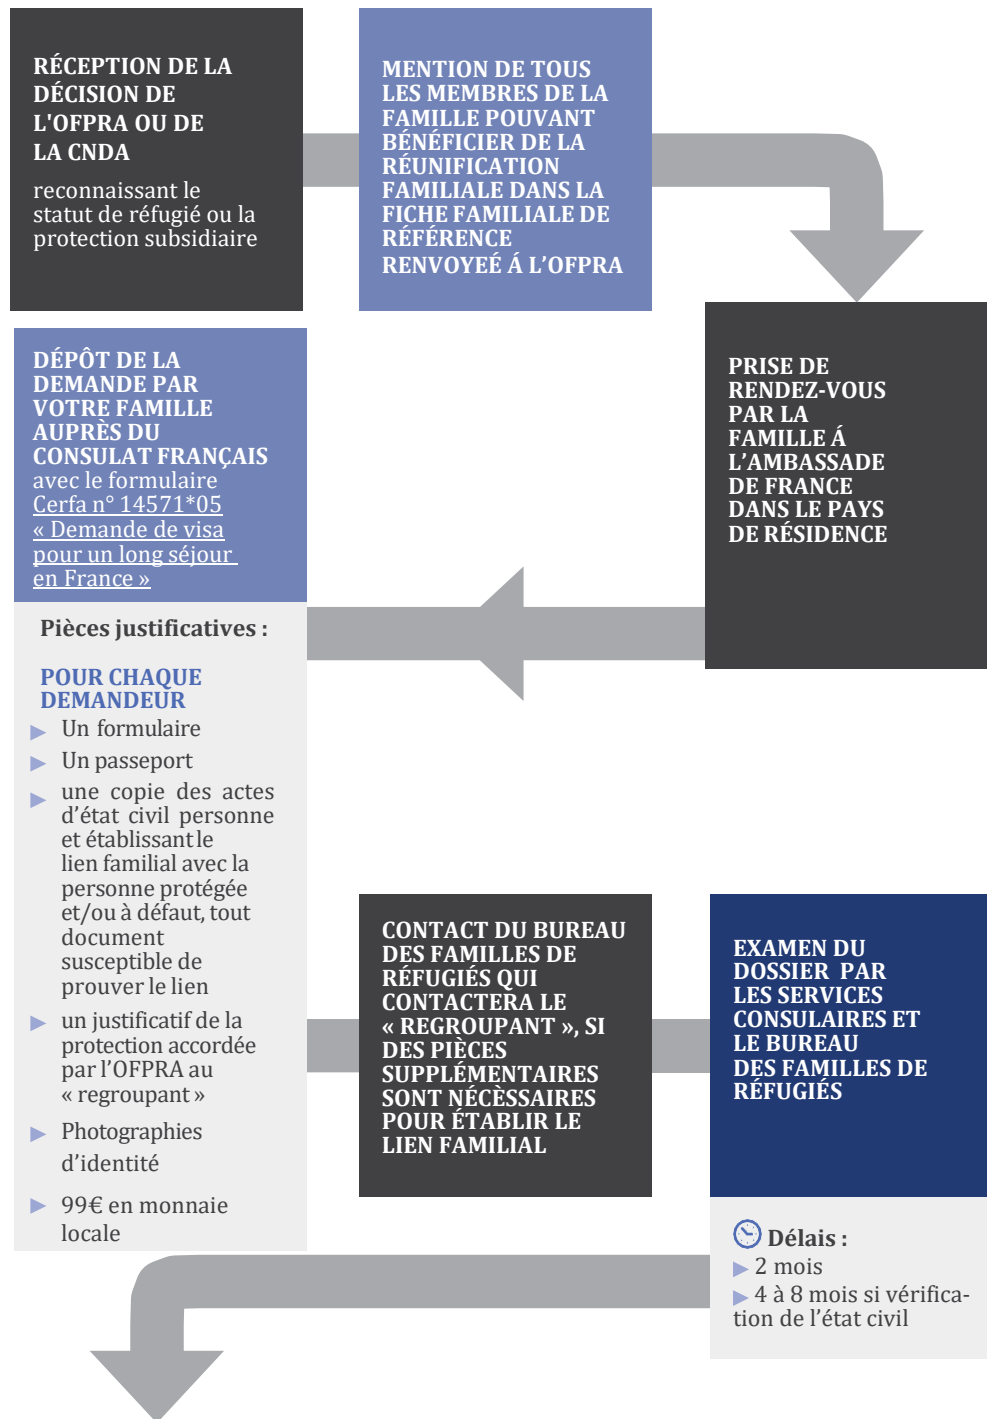 RÉCEPTION DE LA
DÉCISION DE
L'OFPRA OU DE
LA CNDA
reconnaissant le
statut de réfugié ou la
protection subsidiaire
MENTION DE TOUS
LES MEMBRES DE LA
FAMILLE POUVANT
BÉNÉFICIER DE LA
RÉUNIFICATION
FAMILIALE DANS LA
FICHE FAMILIALE DE
RÉFÉRENCE
RENVOYEÉ Á L’OFPRA
PRISE DE
RENDEZ-VOUS
PAR LA
FAMILLE Á
L’AMBASSADE
DE FRANCE
DANS LE PAYS
DE RÉSIDENCE
DÉPÔT DE LA
DEMANDE PAR
VOTRE FAMILLE
AUPRÈS DU
CONSULAT FRANÇAIS
avec le formulaire
Cerfa n° 14571*05
« Demande de visa
pour un long séjour
en France »
Pièces justificatives :
POUR CHAQUE
DEMANDEUR
▶ Un formulaire
▶ Un passeport
▶ une copie des actes
d’état civil personne
et établissant le
lien familial avec la
personne protégée
et/ou à défaut, tout
document
susceptible de
prouver le lien
▶ un justificatif de la
protection accordée
par l’OFPRA au
« regroupant »
▶ Photographies
d’identité
▶ 99€ en monnaie
locale
CONTACT DU BUREAU
DES FAMILLES DE
RÉFUGIÉS QUI
CONTACTERA LE
« REGROUPANT », SI
DES PIÈCES
SUPPLÉMENTAIRES
SONT NÉCÈSSAIRES
POUR ÉTABLIR LE
LIEN FAMILIAL
EXAMEN DU
DOSSIER PAR
LES SERVICES
CONSULAIRES ET
LE BUREAU
DES FAMILLES DE
RÉFUGIÉS
Délais :
▶ 2 mois
▶ 4 à 8 mois si vérifica-
tion de l’état civil